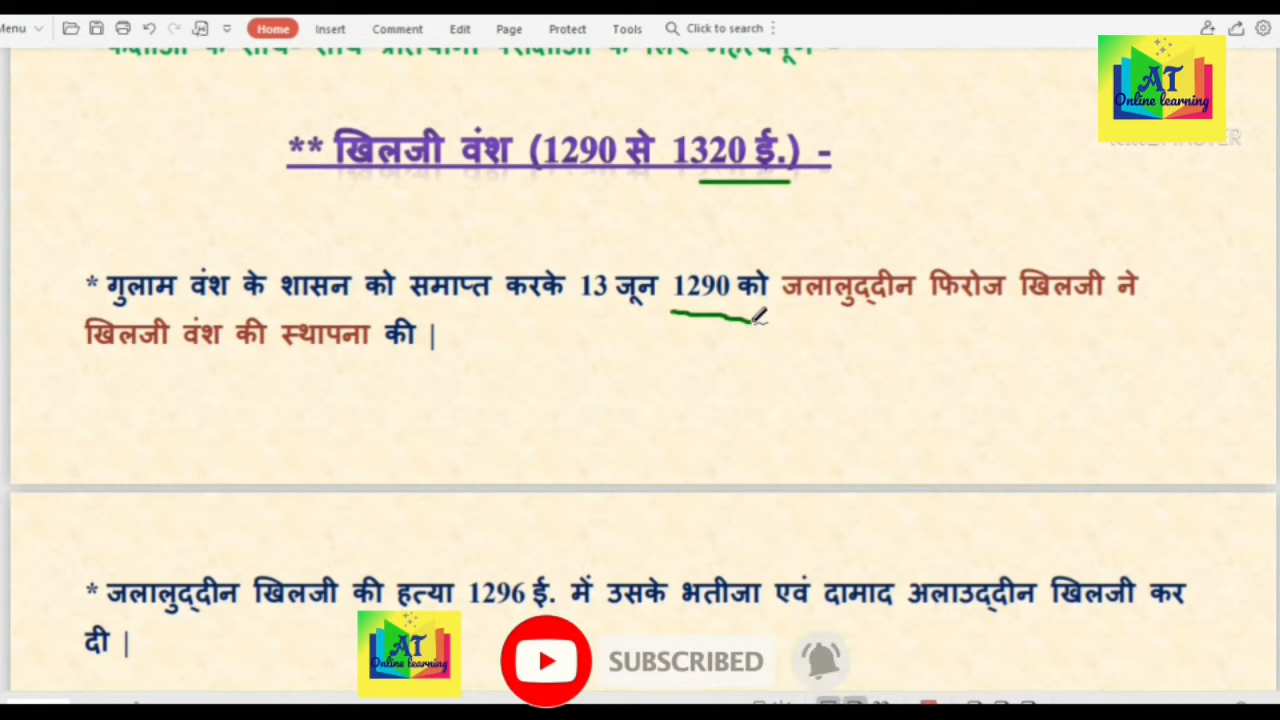 Menu
Home Insert Comment Edit Page Protect Tools Click to search
** खिलजी वंश (1290 से 1320 ई.) -
* गुलाम वंश के शासन को समाप्त करके 13 जून 1290 को जलालुद्दीन फिरोज खिलजी ने
खिलजी वंश की स्थापना की |
* जलालुद्दीन खिलजी की हत्या 1296 ई. में उसके भतीजा एवं दामाद अलाउद्दीन खिलजी कर
दी |
AT
Online learning
AT
Online learning
SUBSCRIBED